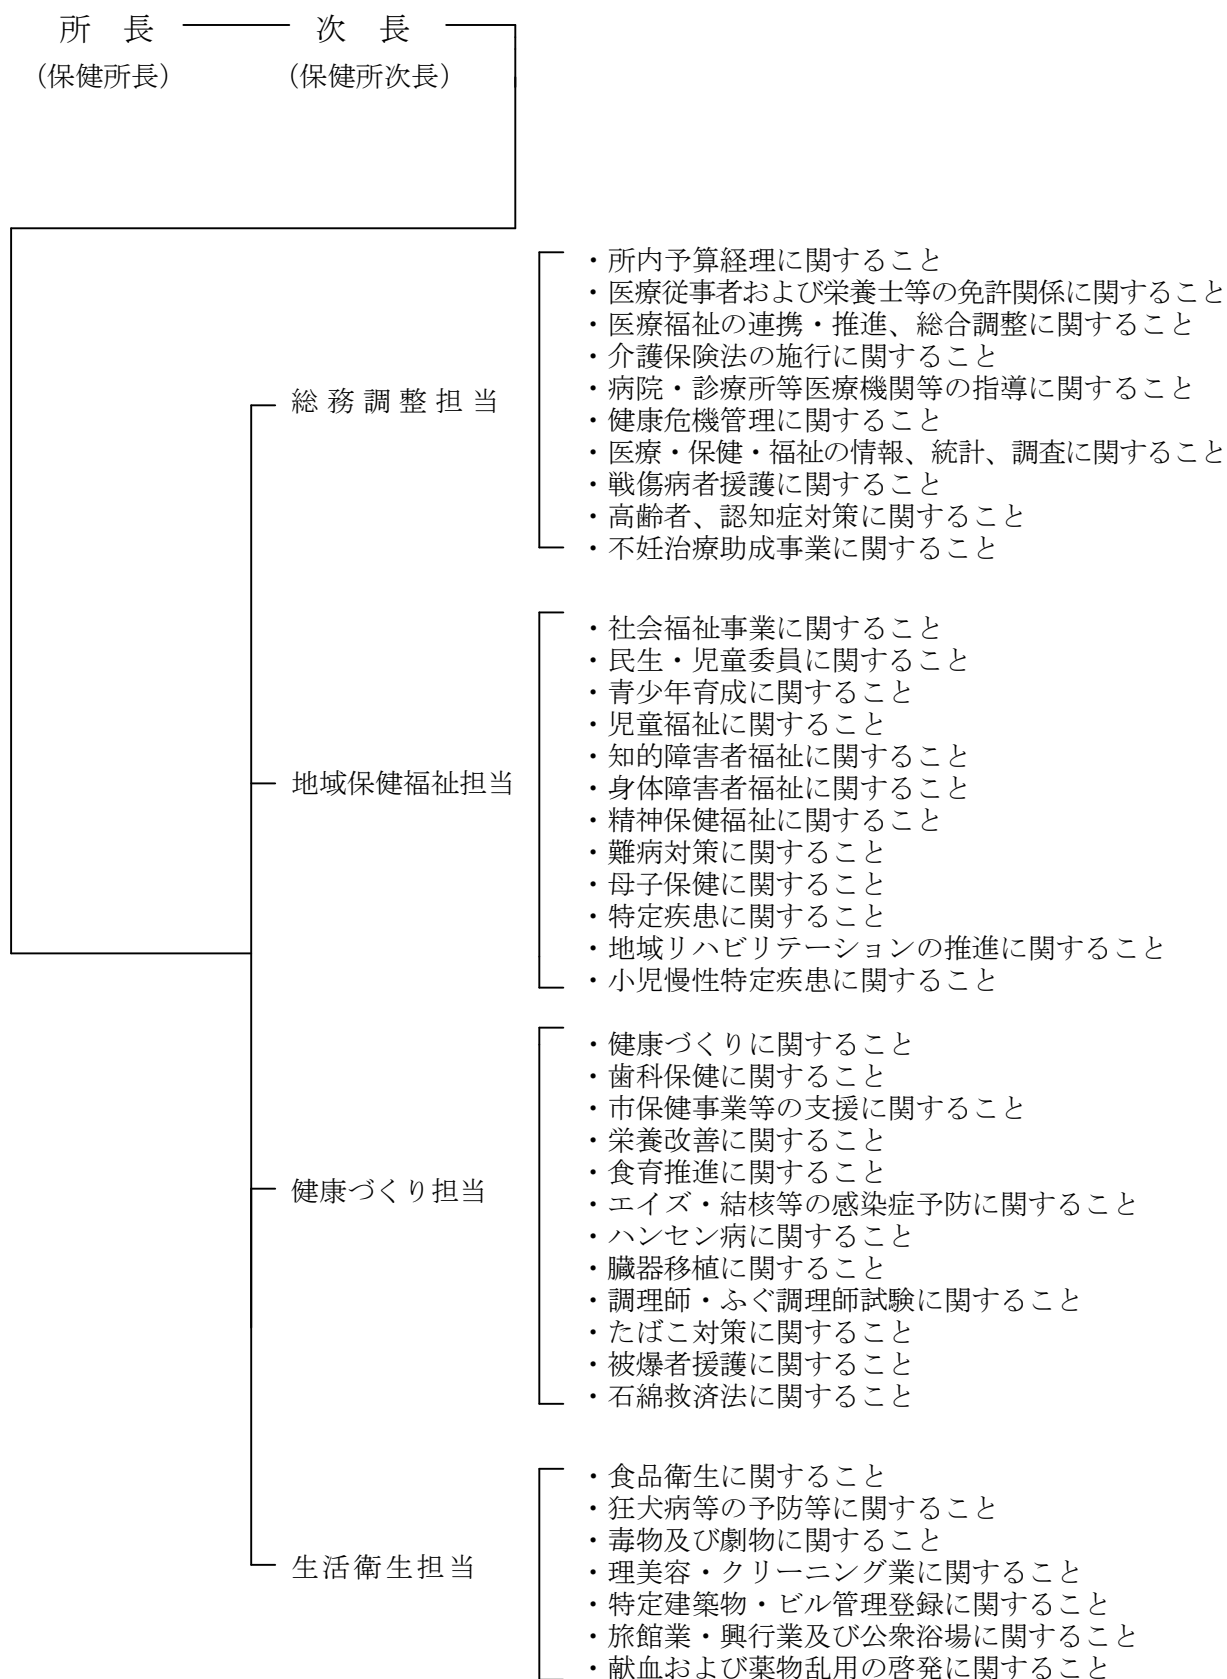 所　長　次　長
（保健所長）　（保健所次長）
総務調整担当
・所内予算経理に関すること
・医療従事者および栄養士等の免許関係に関すること
・医療福祉の連携・推進、総合調整に関すること
・介護保険法の施行に関すること
・病院・診療所等医療機関等の指導に関すること
・健康危機管理に関すること
・医療・保健・福祉の情報、統計、調査に関すること
・戦傷病者援護に関すること
・高齢者、認知症対策に関すること
・不妊治療助成事業に関すること
地域保健福祉担当
・社会福祉事業に関すること
・民生・児童委員に関すること
・青少年育成に関すること
・児童福祉に関すること
・知的障害者福祉に関すること
・身体障害者福祉に関すること
・精神保健福祉に関すること
・難病対策に関すること
・母子保健に関すること
・特定疾患に関すること
・地域リハビリテーションの推進に関すること
・小児慢性特定疾患に関すること
健康づくり担当
・健康づくりに関すること
・歯科保健に関すること
・市保健事業等の支援に関すること
・栄養改善に関すること
・食育推進に関すること
・エイズ・結核等の感染症予防に関すること
・ハンセン病に関すること
・臓器移植に関すること
・調理師・ふぐ調理師試験に関すること
・たばこ対策に関すること
・被爆者援護に関すること
・石綿救済法に関すること
生活衛生担当
・食品衛生に関すること
・狂犬病等の予防等に関すること
・毒物及び劇物に関すること
・理美容・クリーニング業に関すること
・特定建築物・ビル管理登録に関すること
・旅館業・興行業及び公衆浴場に関すること
・献血および薬物乱用の啓発に関すること